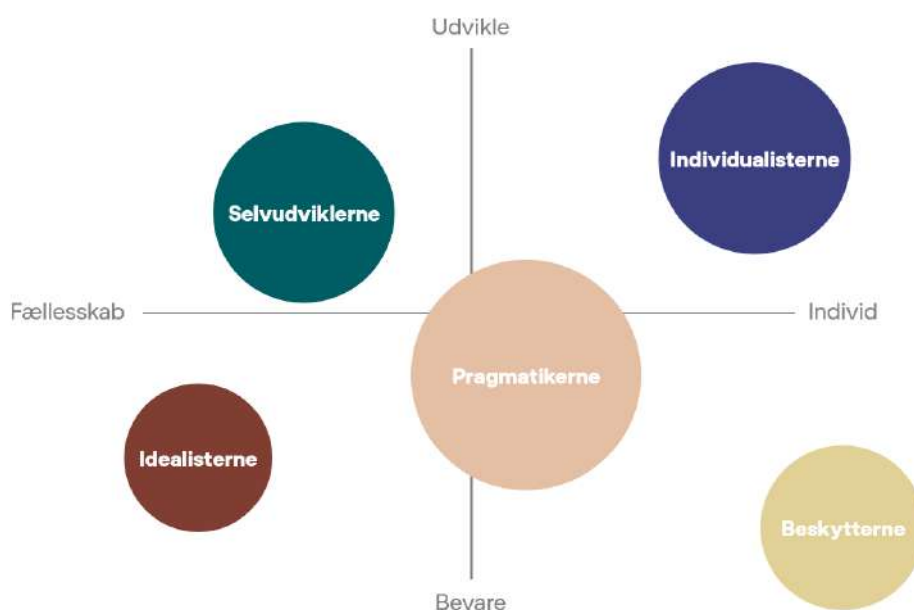 Udvikle
Individualisterne
Selvudviklerne
Fællesskab
Individ
Pragmatikerne
Idealisterne
Beskytterne
Bevare